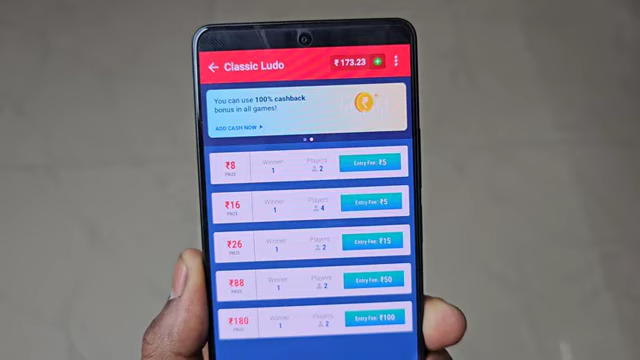 Classic Ludo
₹ 173.23
You can use 100% cashback
bonus in all games!
ADD CASH NOW
₹8
PRIZE
Winner
1
Players
2
Entry Fee: ₹5
₹16
PRIZE
Winner
1
Players
4
Entry Fee: ₹5
₹26
PRIZE
Winner
1
Players
2
Entry Fee: ₹15
₹88
PRIZE
Winner
1
Players
2
Entry Fee: ₹50
₹180
PRIZE
Winner
1
Players
2
Entry Fee: ₹100